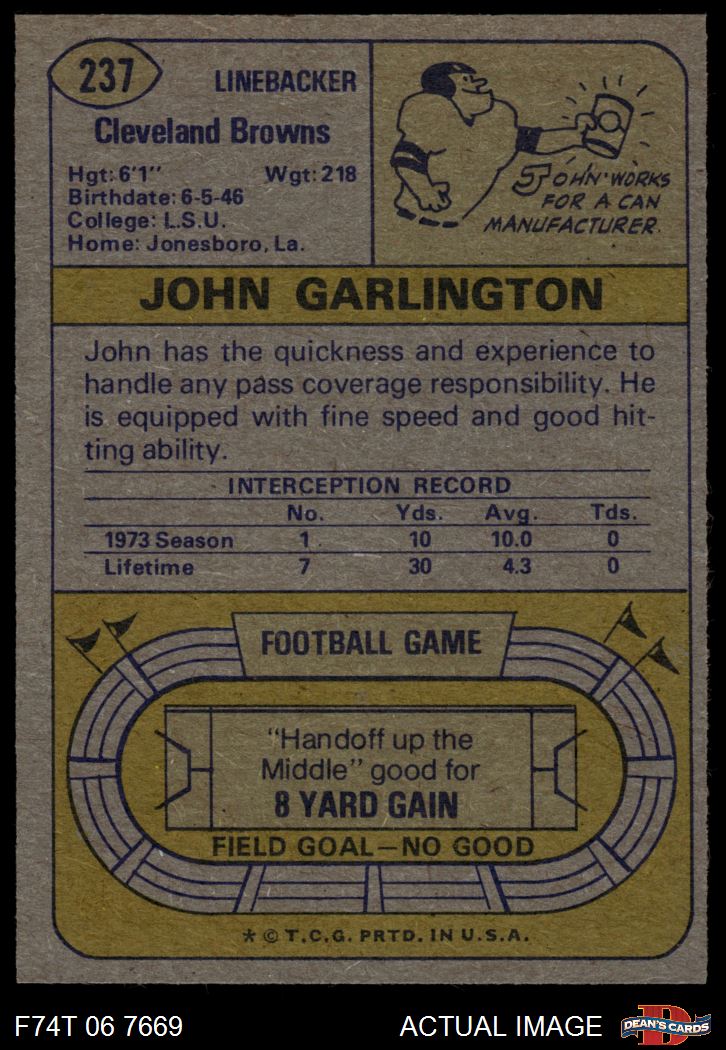 237
LINEBACKER
Cleveland Browns
Hgt: 6'1" Wgt: 218
Birthdate: 6-5-46
College: L.S.U.
Home: Jonesboro, La.
JOHN WORKS
FOR A CAN
MANUFACTURER.
JOHN GARLINGTON
John has the quickness and experience to
handle any pass coverage responsibility. He
is equipped with fine speed and good hit-
ting ability.
INTERCEPTION RECORD
No. Yds. Avg. Tds.
1973 Season 1 10 10.0 0
Lifetime 7 30 4.3 0
FOOTBALL GAME
"Handoff up the
Middle" good for
8 YARD GAIN
FIELD GOAL—NO GOOD
* © T.C.G. PRTD. IN U.S.A.
F74T 06 7669
ACTUAL IMAGE
DEAN'S CARDS